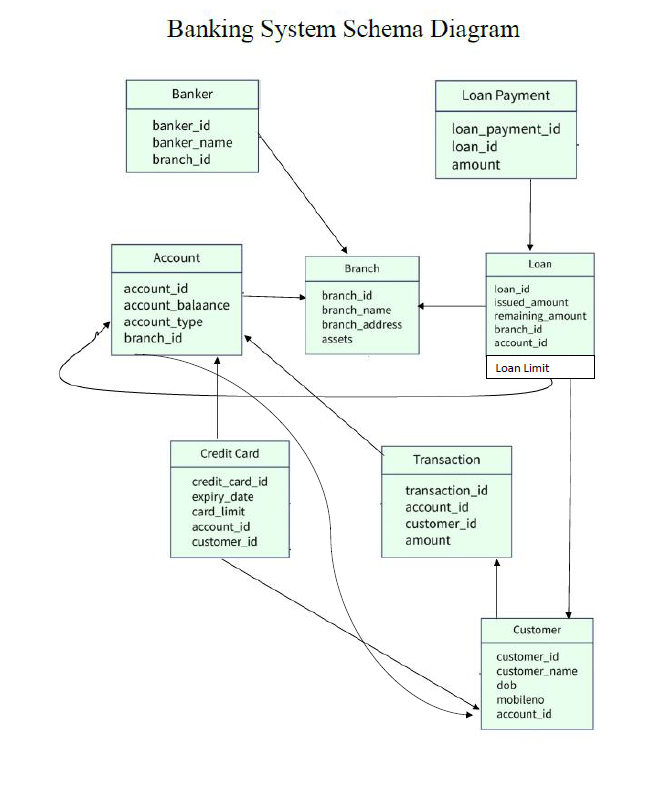 Banking System Schema Diagram
Banker
banker_id
banker_name
branch_id
Loan Payment
loan_payment_id
loan_id
amount
Account
account_id
account_balaance
account_type
branch_id
Branch
branch_id
branch_name
branch_address
assets
Loan
loan_id
issued_amount
remaining_amount
branch_id
account_id
Loan Limit
Credit Card
credit_card_id
expiry_date
card_limit
account_id
customer_id
Transaction
transaction_id
account_id
customer_id
amount
Customer
customer_id
customer_name
dob
mobileno
account_id